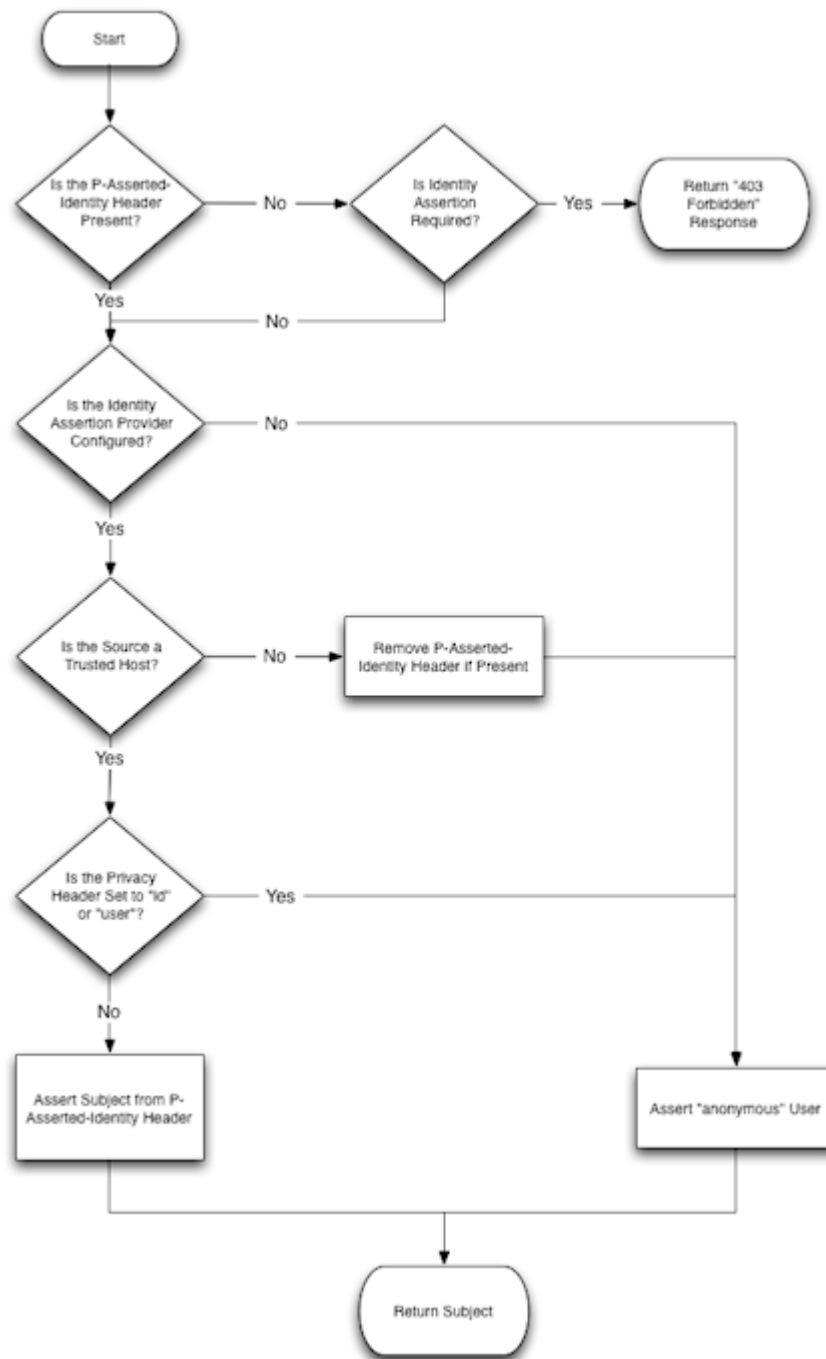 Start
Is the P-Asserted-
Identity Header
Present?
No
Is Identity
Assertion
Required?
Yes
Return "403
Forbidden"
Response
Yes
No
Is the Identity
Assertion Provider
Configured?
No
Yes
Is the Source a
Trusted Host?
No
Remove P-Asserted-
Identity Header if Present
Yes
Is the Privacy
Header Set to "id"
or "user"?
Yes
No
Assert Subject from P-
Asserted-Identity Header
Assert "anonymous" User
Return Subject